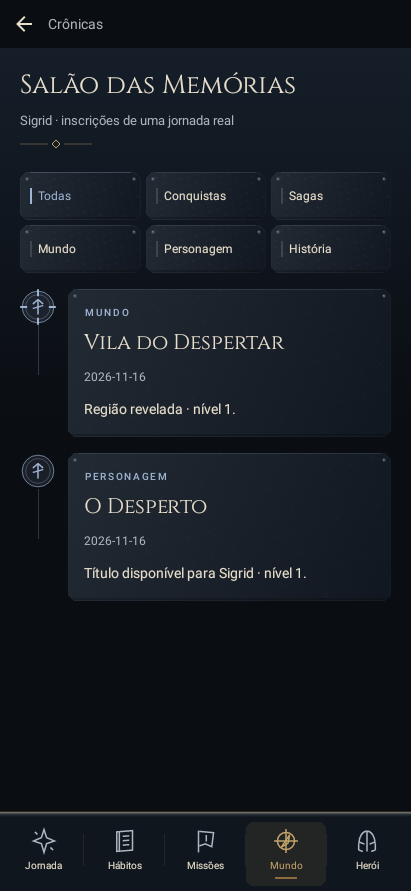 Crônicas
Salão das Memórias
Sigrid · inscrições de uma jornada real
Todas
Conquistas
Sagas
Mundo
Personagem
História
MUNDO
Vila do Despertar
2026-11-16
Região revelada · nível 1.
PERSONAGEM
O Desperto
2026-11-16
Título disponível para Sigrid · nível 1.
Jornada
Hábitos
Missões
Mundo
Herói